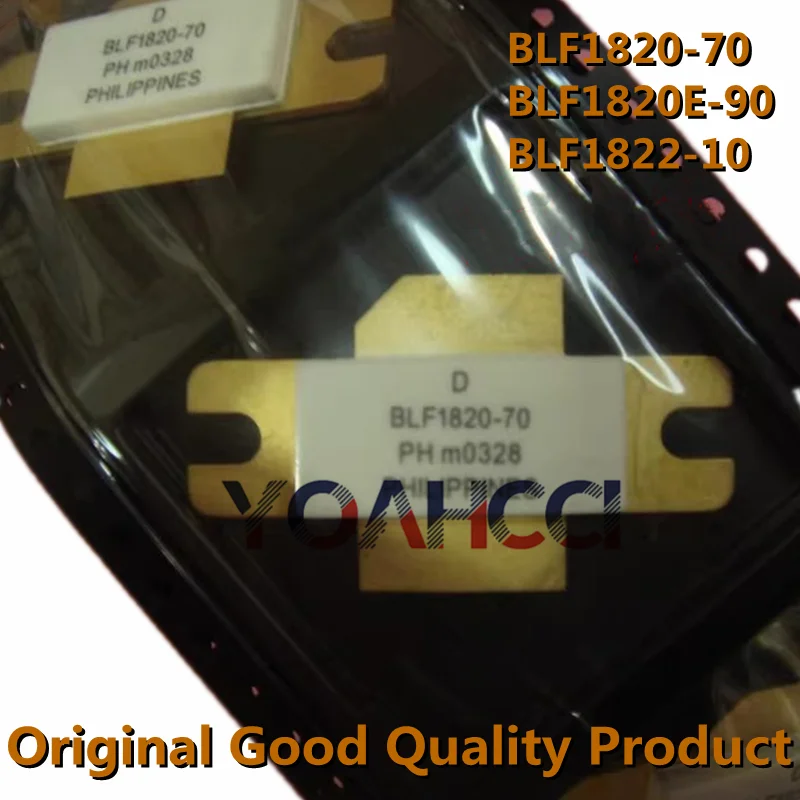 D
BLF1820-70
PH m0328
PHILIPPINES
BLF1820-70
BLF1820E-90
BLF1822-10
D
BLF1820-70
PH m0328
PHILIPPINES
YOAHCCI
Original Good Quality Product